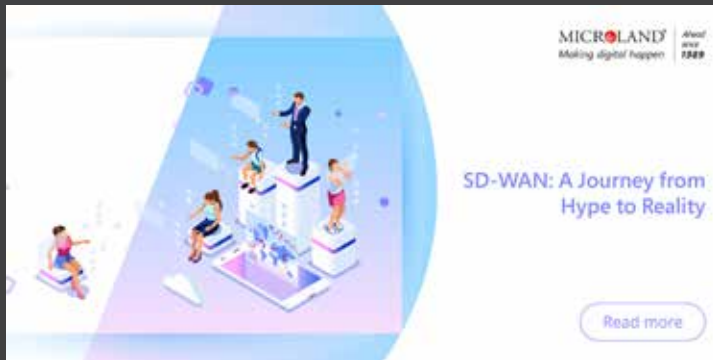 MICROLAND
Making digital happen
Ahead
since
1989
SD-WAN: A Journey from
Hype to Reality
Read more